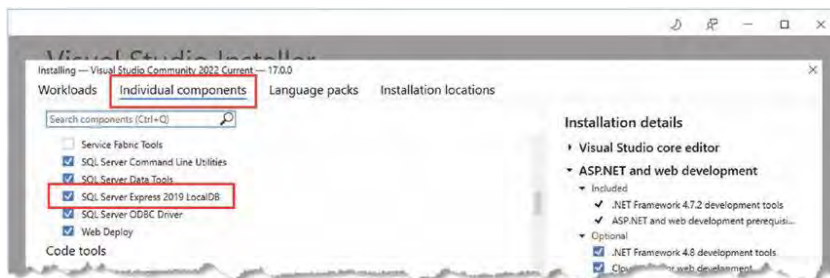 Visual Studio Installer
Installing — Visual Studio Community 2022 Current — 17.0.0
Workloads Individual components Language packs Installation locations
Search components (Ctrl+Q)
Service Fabric Tools
SQL Server Command Line Utilities
SQL Server Data Tools
SQL Server Express 2019 LocalDB
SQL Server ODBC Driver
Web Deploy
Code tools
Installation details
Visual Studio core editor
ASP.NET and web development
Included
.NET Framework 4.7.2 development tools
ASP.NET and web development prerequisi...
Optional
.NET Framework 4.8 development tools
web development